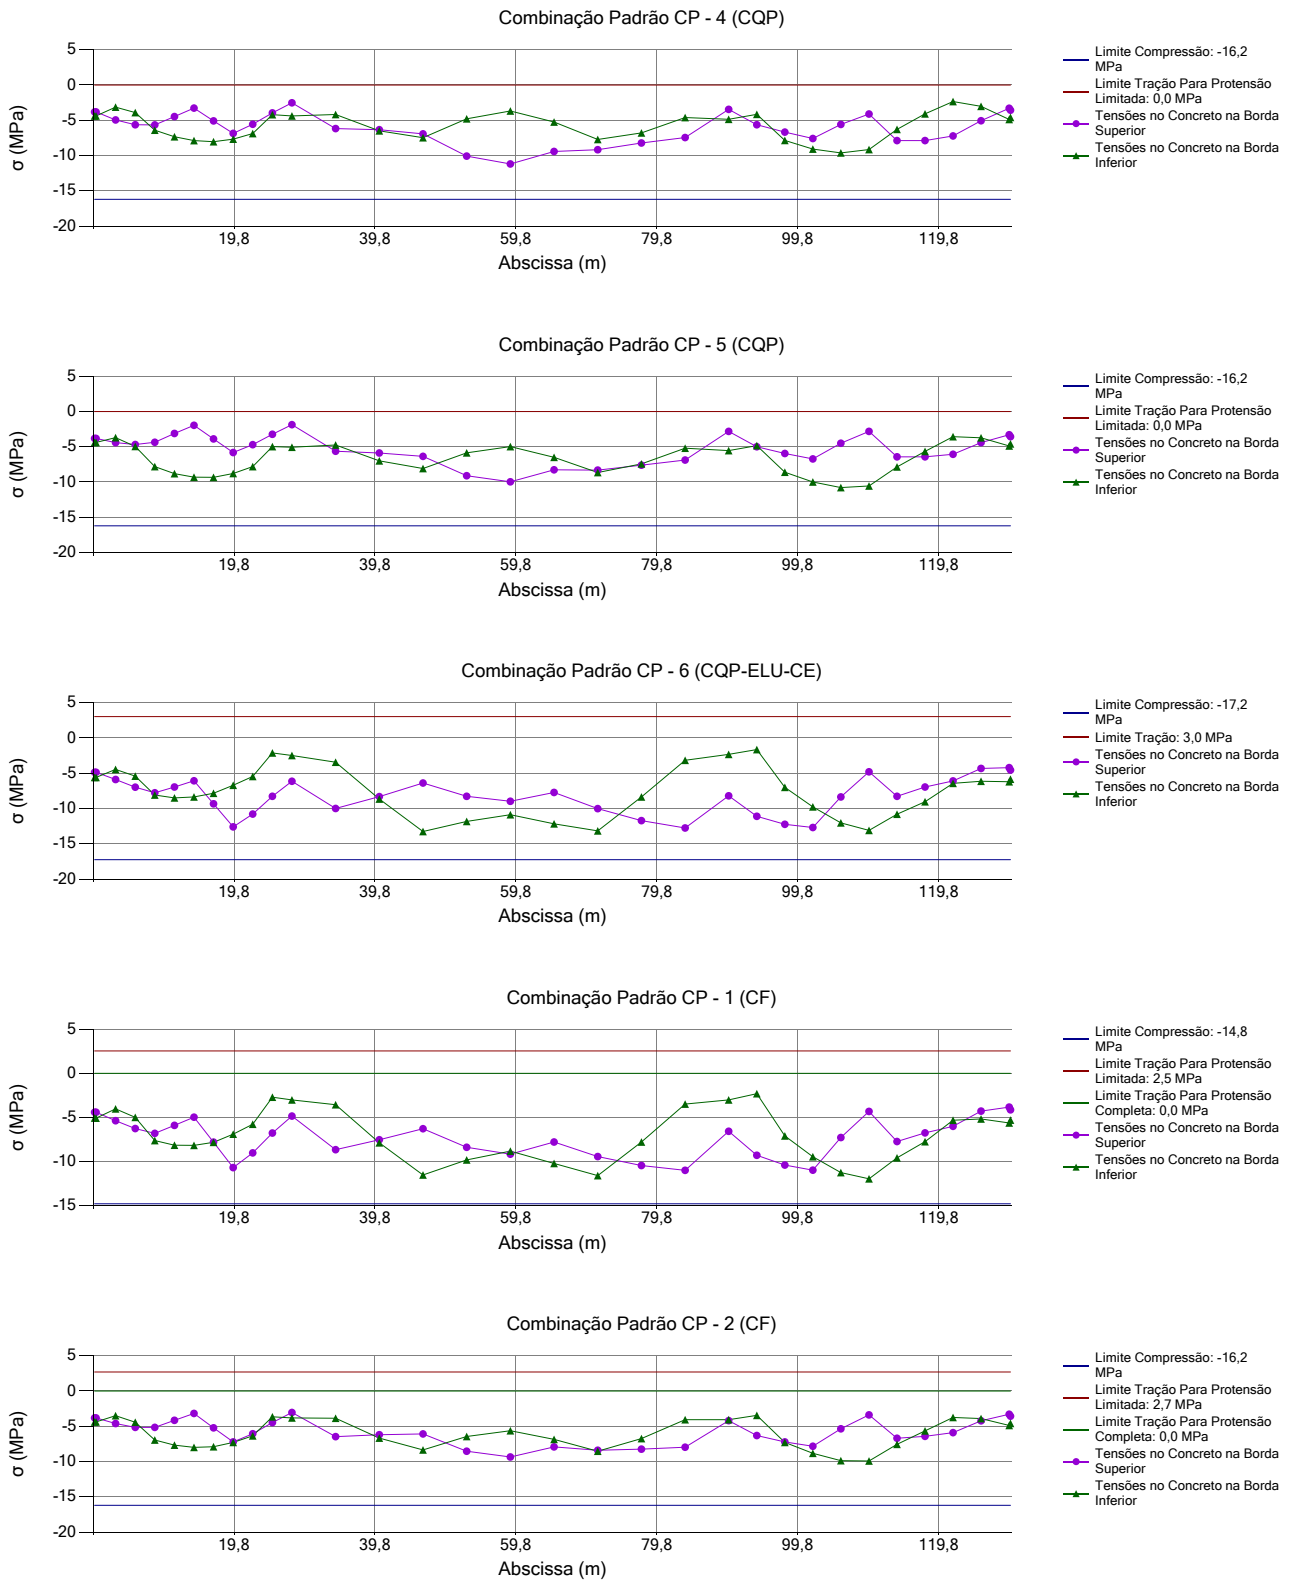 Combinação Padrão CP - 4 (CQP)
5
0
-5
-10
-15
-20
σ (MPa)
19,8
39,8
59,8
79,8
99,8
119,8
Abscissa (m)
Limite Compressão: -16,2
MPa
Limite Tração Para Protensão
Limitada: 0,0 MPa
Tensões no Concreto na Borda
Superior
Tensões no Concreto na Borda
Inferior
Combinação Padrão CP - 5 (CQP)
5
0
-5
-10
-15
-20
σ (MPa)
19,8
39,8
59,8
79,8
99,8
119,8
Abscissa (m)
Limite Compressão: -16,2
MPa
Limite Tração Para Protensão
Limitada: 0,0 MPa
Tensões no Concreto na Borda
Superior
Tensões no Concreto na Borda
Inferior
Combinação Padrão CP - 6 (CQP-ELU-CE)
5
0
-5
-10
-15
-20
σ (MPa)
19,8
39,8
59,8
79,8
99,8
119,8
Abscissa (m)
Limite Compressão: -17,2
MPa
Limite Tração: 3,0 MPa
Tensões no Concreto na Borda
Superior
Tensões no Concreto na Borda
Inferior
Combinação Padrão CP - 1 (CF)
5
0
-5
-10
-15
σ (MPa)
19,8
39,8
59,8
79,8
99,8
119,8
Abscissa (m)
Limite Compressão: -14,8
MPa
Limite Tração Para Protensão
Limitada: 2,5 MPa
Limite Tração Para Protensão
Completa: 0,0 MPa
Tensões no Concreto na Borda
Superior
Tensões no Concreto na Borda
Inferior
Combinação Padrão CP - 2 (CF)
5
0
-5
-10
-15
-20
σ (MPa)
19,8
39,8
59,8
79,8
99,8
119,8
Abscissa (m)
Limite Compressão: -16,2
MPa
Limite Tração Para Protensão
Limitada: 2,7 MPa
Limite Tração Para Protensão
Completa: 0,0 MPa
Tensões no Concreto na Borda
Superior
Tensões no Concreto na Borda
Inferior